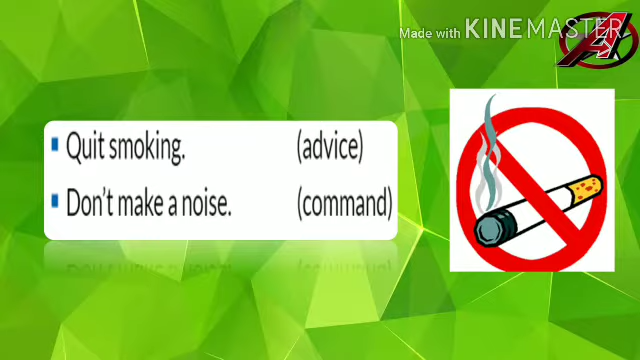 Made with KINEMASTER
Quit smoking. (advice)
Don't make a noise. (command)